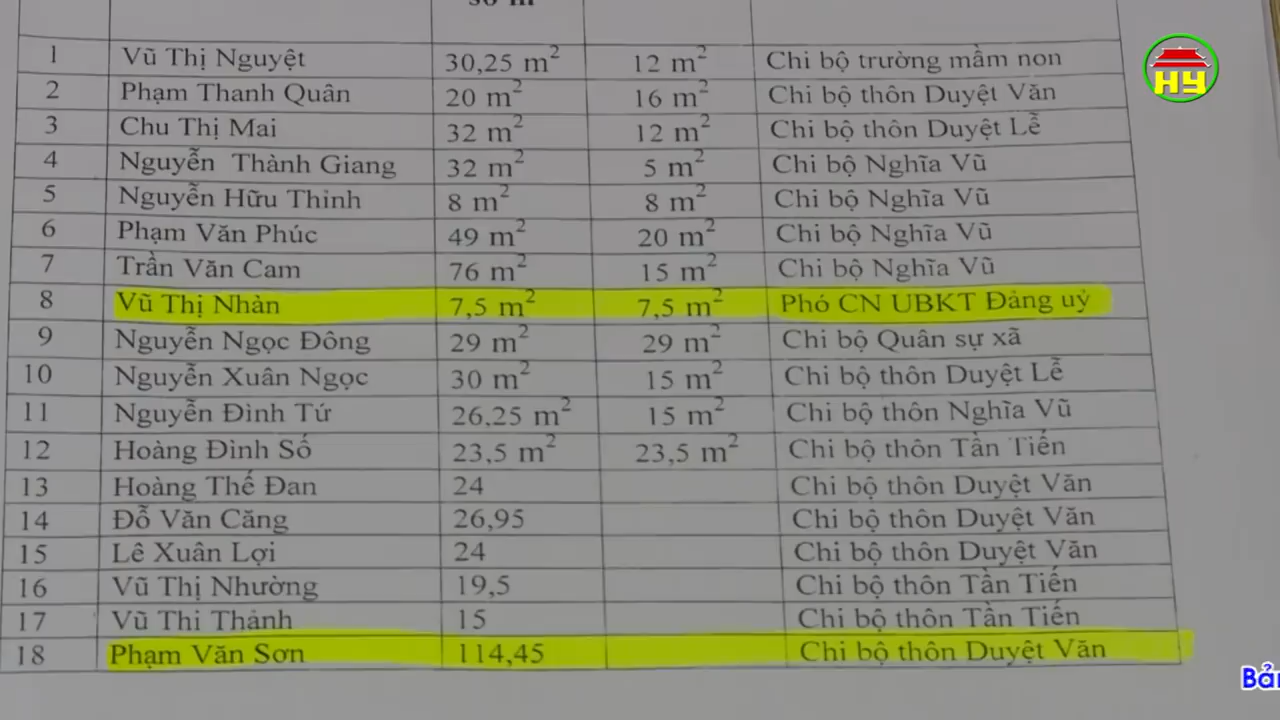 số m
1 Vũ Thị Nguyệt 30,25 m² 12 m² Chi bộ trường mầm non
2 Phạm Thanh Quân 20 m² 16 m² Chi bộ thôn Duyệt Văn
3 Chu Thị Mai 32 m² 12 m² Chi bộ thôn Duyệt Lễ
4 Nguyễn Thành Giang 32 m² 5 m² Chi bộ Nghĩa Vũ
5 Nguyễn Hữu Thỉnh 8 m² 8 m² Chi bộ Nghĩa Vũ
6 Phạm Văn Phúc 49 m² 20 m² Chi bộ Nghĩa Vũ
7 Trần Văn Cam 76 m² 15 m² Chi bộ Nghĩa Vũ
8 Vũ Thị Nhàn 7,5 m² 7,5 m² Phó CN UBKT Đảng uỷ
9 Nguyễn Ngọc Đông 29 m² 29 m² Chi bộ Quân sự xã
10 Nguyễn Xuân Ngọc 30 m² 15 m² Chi bộ thôn Duyệt Lễ
11 Nguyễn Đình Tứ 26,25 m² 15 m² Chi bộ thôn Nghĩa Vũ
12 Hoàng Đình Số 23,5 m² 23,5 m² Chi bộ thôn Tần Tiến
13 Hoàng Thế Đan 24 Chi bộ thôn Duyệt Văn
14 Đỗ Văn Căng 26,95 Chi bộ thôn Duyệt Văn
15 Lê Xuân Lợi 24 Chi bộ thôn Duyệt Văn
16 Vũ Thị Nhường 19,5 Chi bộ thôn Tần Tiến
17 Vũ Thi Thảnh 15 Chi bộ thôn Tần Tiến
18 Phạm Văn Sơn 114,45 Chi bộ thôn Duyệt Văn
HY